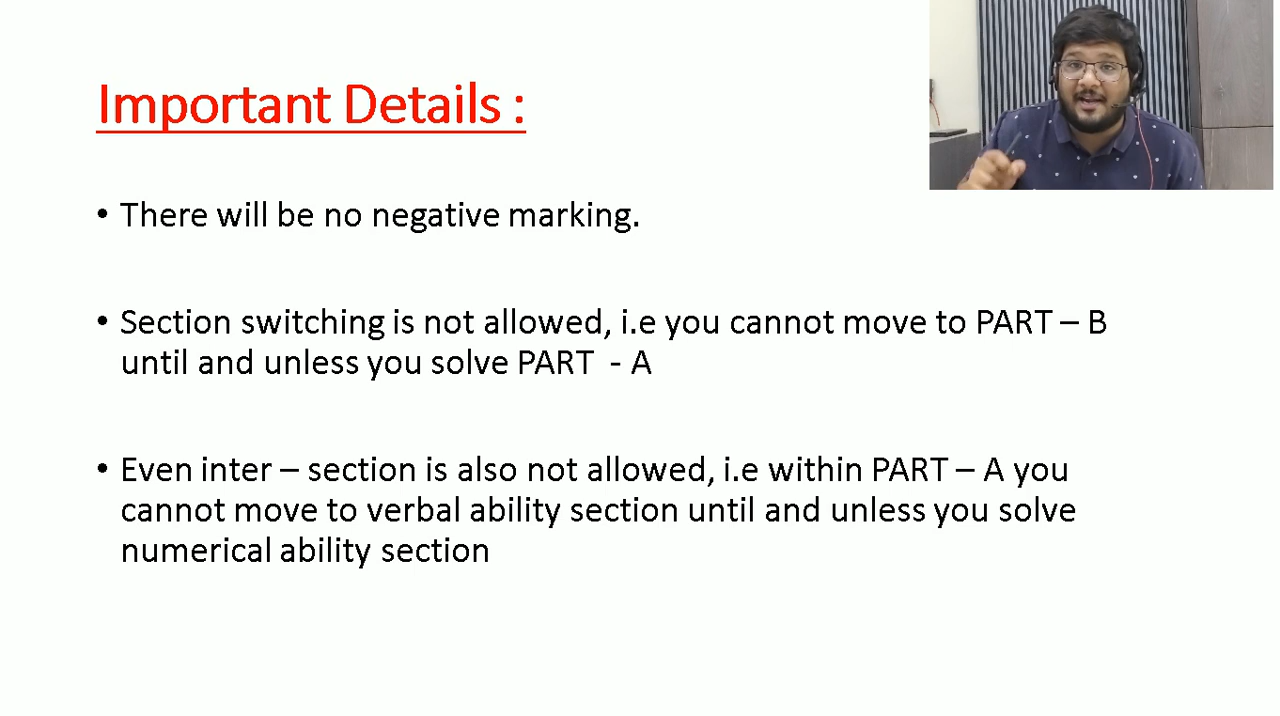 Important Details :
• There will be no negative marking.
• Section switching is not allowed, i.e you cannot move to PART – B
until and unless you solve PART - A
• Even inter – section is also not allowed, i.e within PART – A you
cannot move to verbal ability section until and unless you solve
numerical ability section